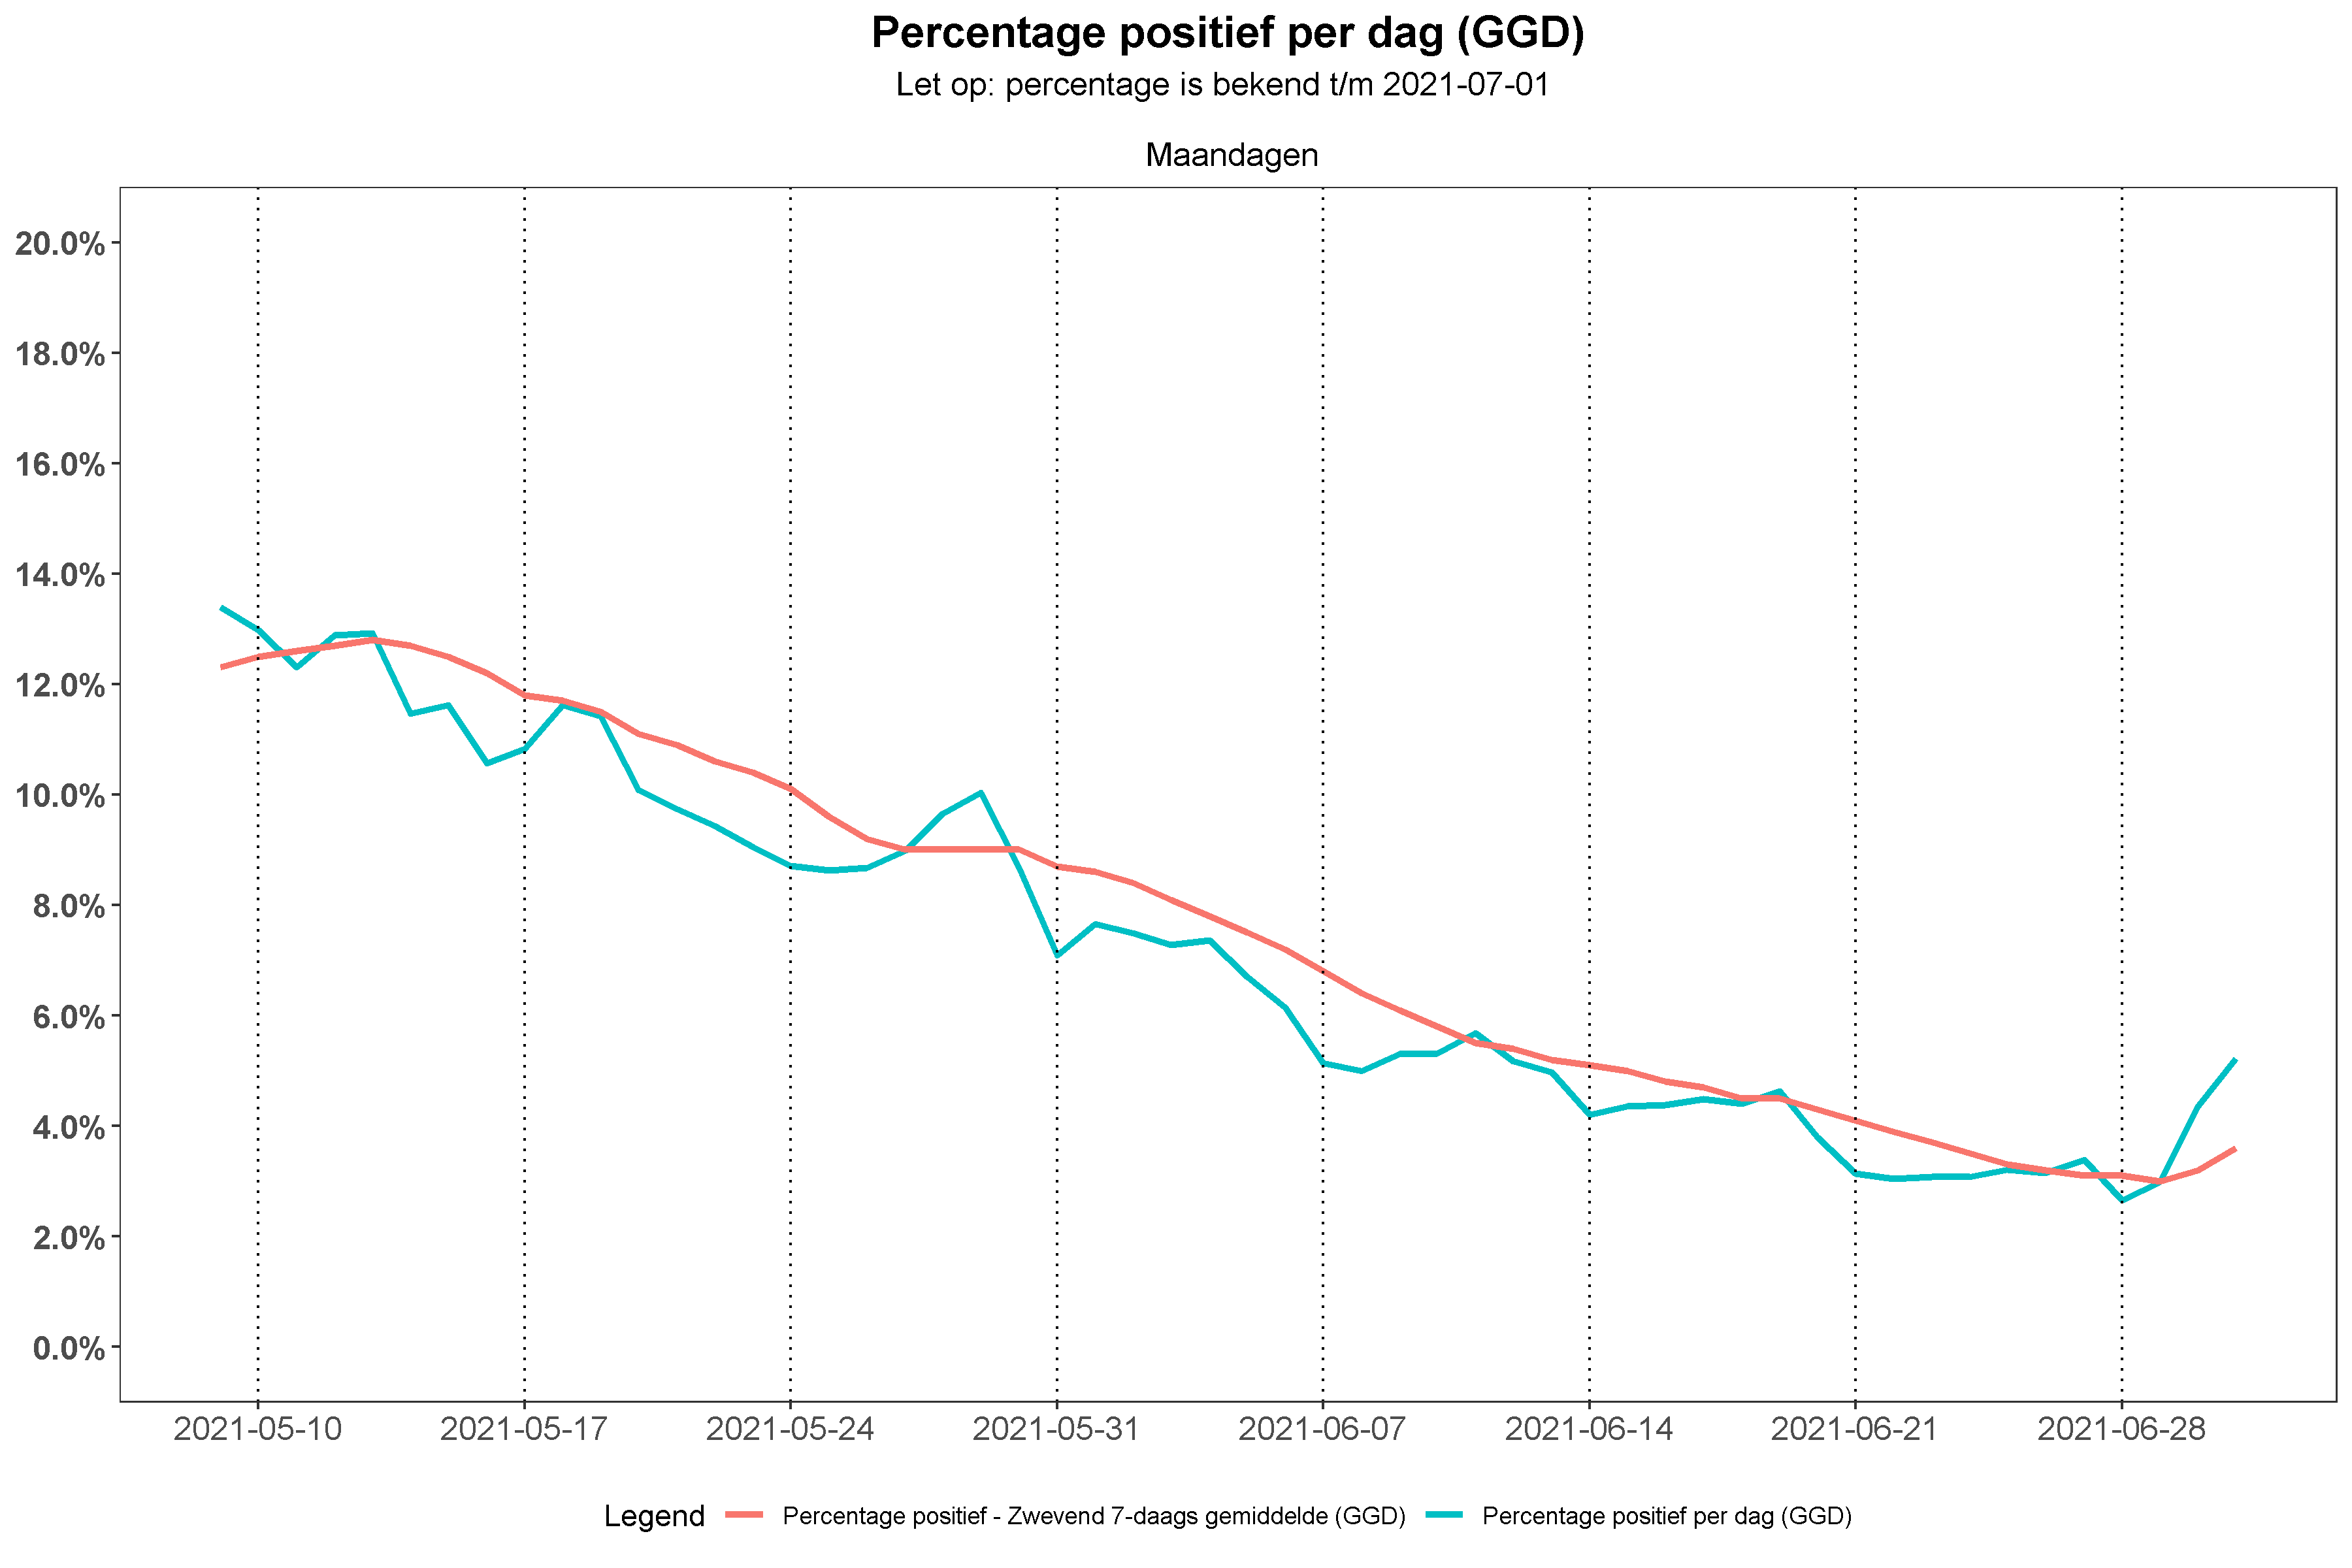 Percentage positief per dag (GGD)
Let op: percentage is bekend t/m 2021-07-01
Maandagen
20.0%
18.0%
16.0%
14.0%
12.0%
10.0%
8.0%
6.0%
4.0%
2.0%
0.0%
2021-05-10 2021-05-17 2021-05-24 2021-05-31 2021-06-07 2021-06-14 2021-06-21 2021-06-28
Legend Percentage positief - Zwevend 7-daags gemiddelde (GGD) Percentage positief per dag (GGD)